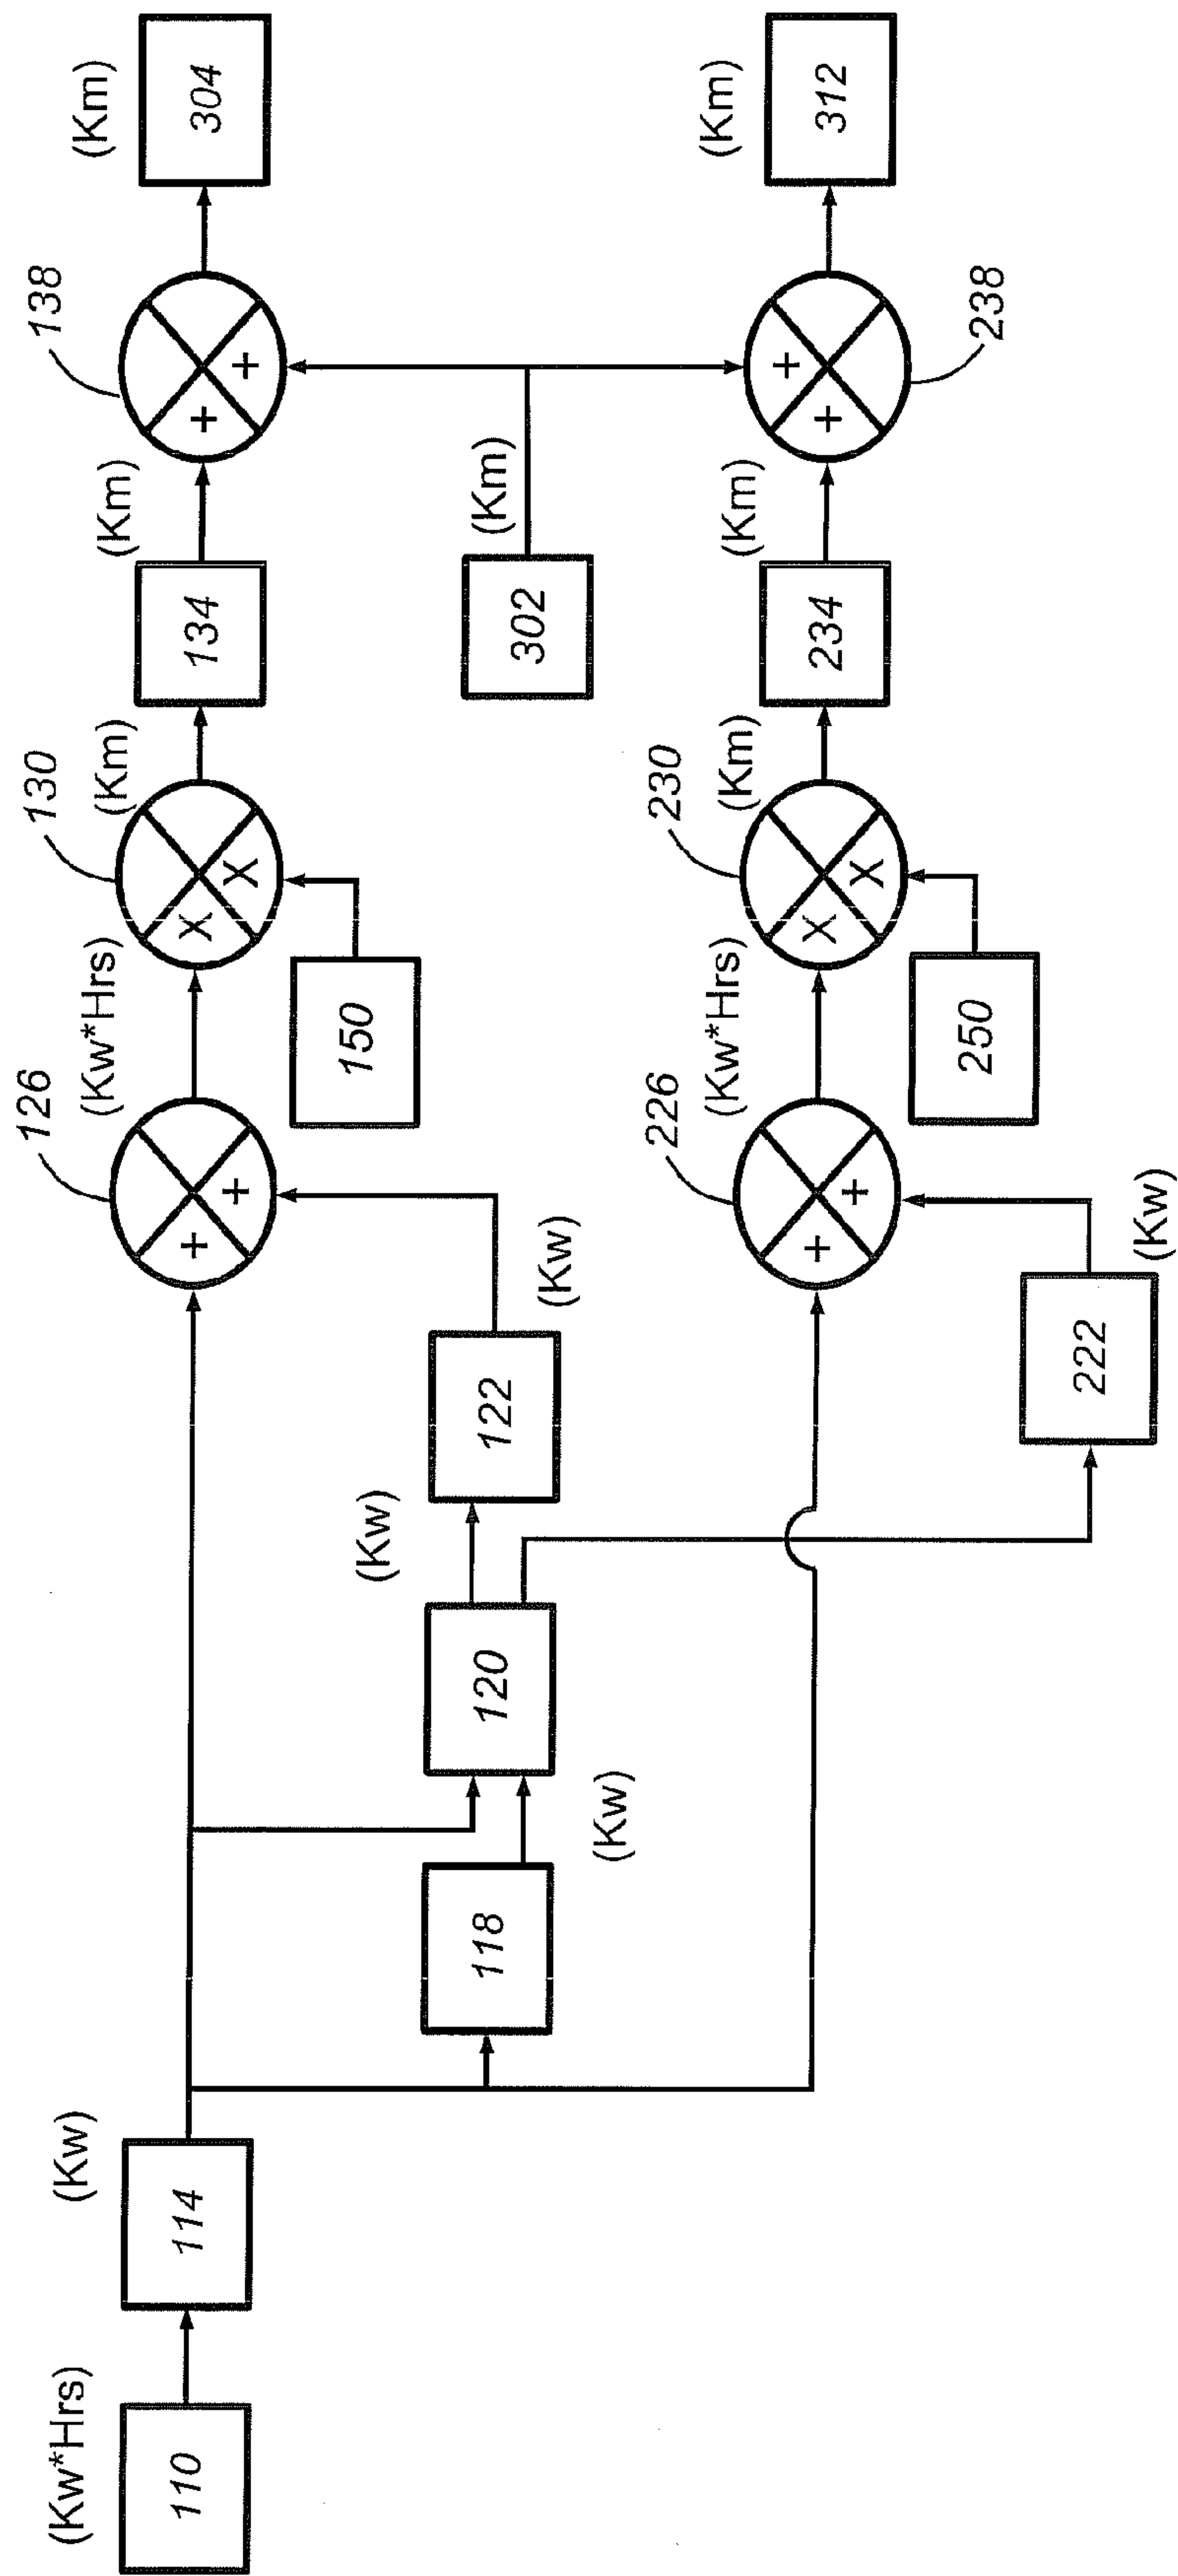 (Kw*Hrs)
110
(Kw)
114
118
(Kw)
120
(Kw)
122
(Kw)
126
+
+
(Kw*Hrs)
150
130
X
X
(Km)
134
(Km)
138
+
+
(Km)
304
302
(Km)
222
(Kw)
226
+
+
(Kw*Hrs)
250
230
X
X
(Km)
234
(Km)
238
+
+
(Km)
312